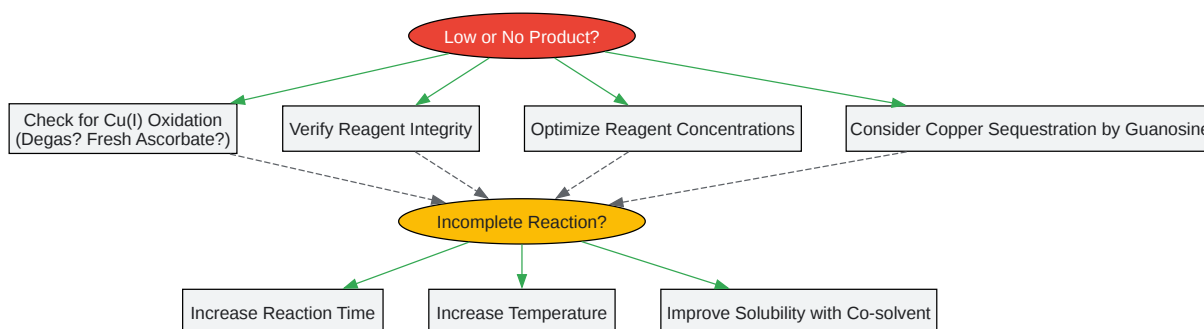 Low or No Product?
Check for Cu(I) Oxidation
(Degas? Fresh Ascorbate?)
Verify Reagent Integrity
Optimize Reagent Concentrations
Consider Copper Sequestration by Guanosine
Incomplete Reaction?
Increase Reaction Time
Increase Temperature
Improve Solubility with Co-solvent